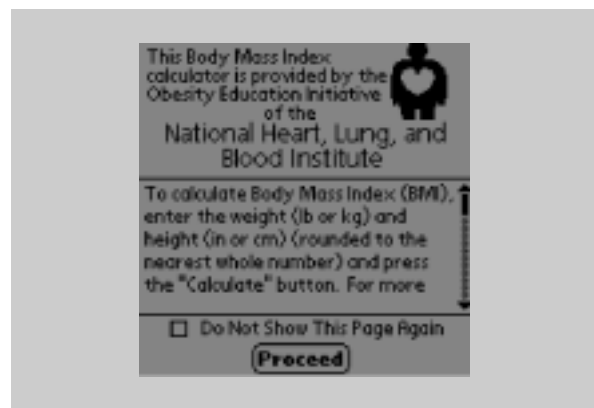 This Body Mass Index
calculator is provided by the
Obesity Education Initiative
of the
National Heart, Lung, and
Blood Institute
To calculate Body Mass Index (BMI),
enter the weight (lb or kg) and
height (in or cm) (rounded to the
nearest whole number) and press
the "Calculate" button. For more
Do Not Show This Page Again
Proceed